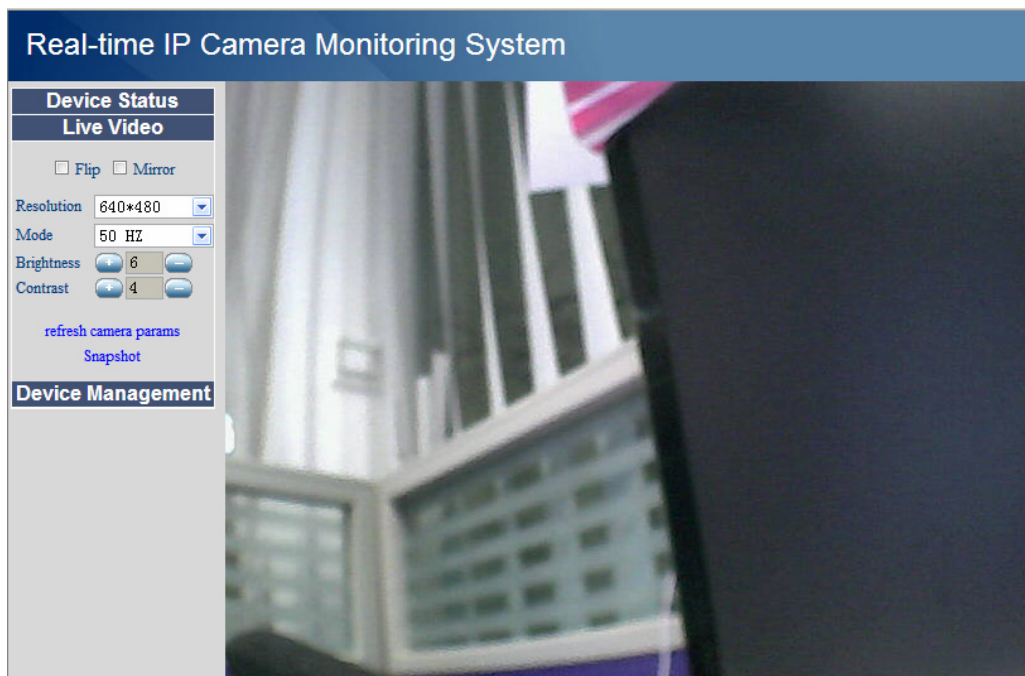 Real-time IP Camera Monitoring System
Device Status
Live Video
Flip Mirror
Resolution 640*480
Mode 50 HZ
Brightness + 6 -
Contrast + 4 -
refresh camera params
Snapshot
Device Management